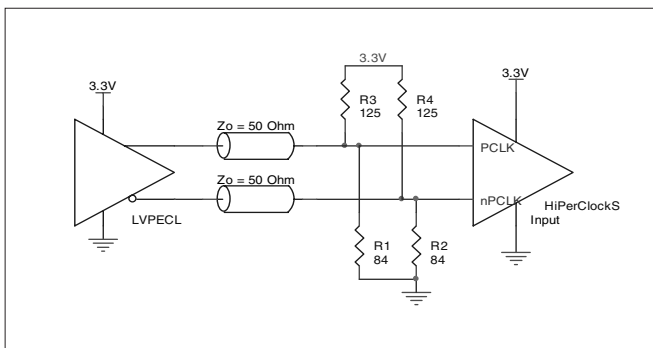 3.3V
3.3V
3.3V
R3
125
R4
125
Zo = 50 Ohm
PCLK
Zo = 50 Ohm
nPCLK
HiPerClockS
Input
LVPECL
R1
84
R2
84